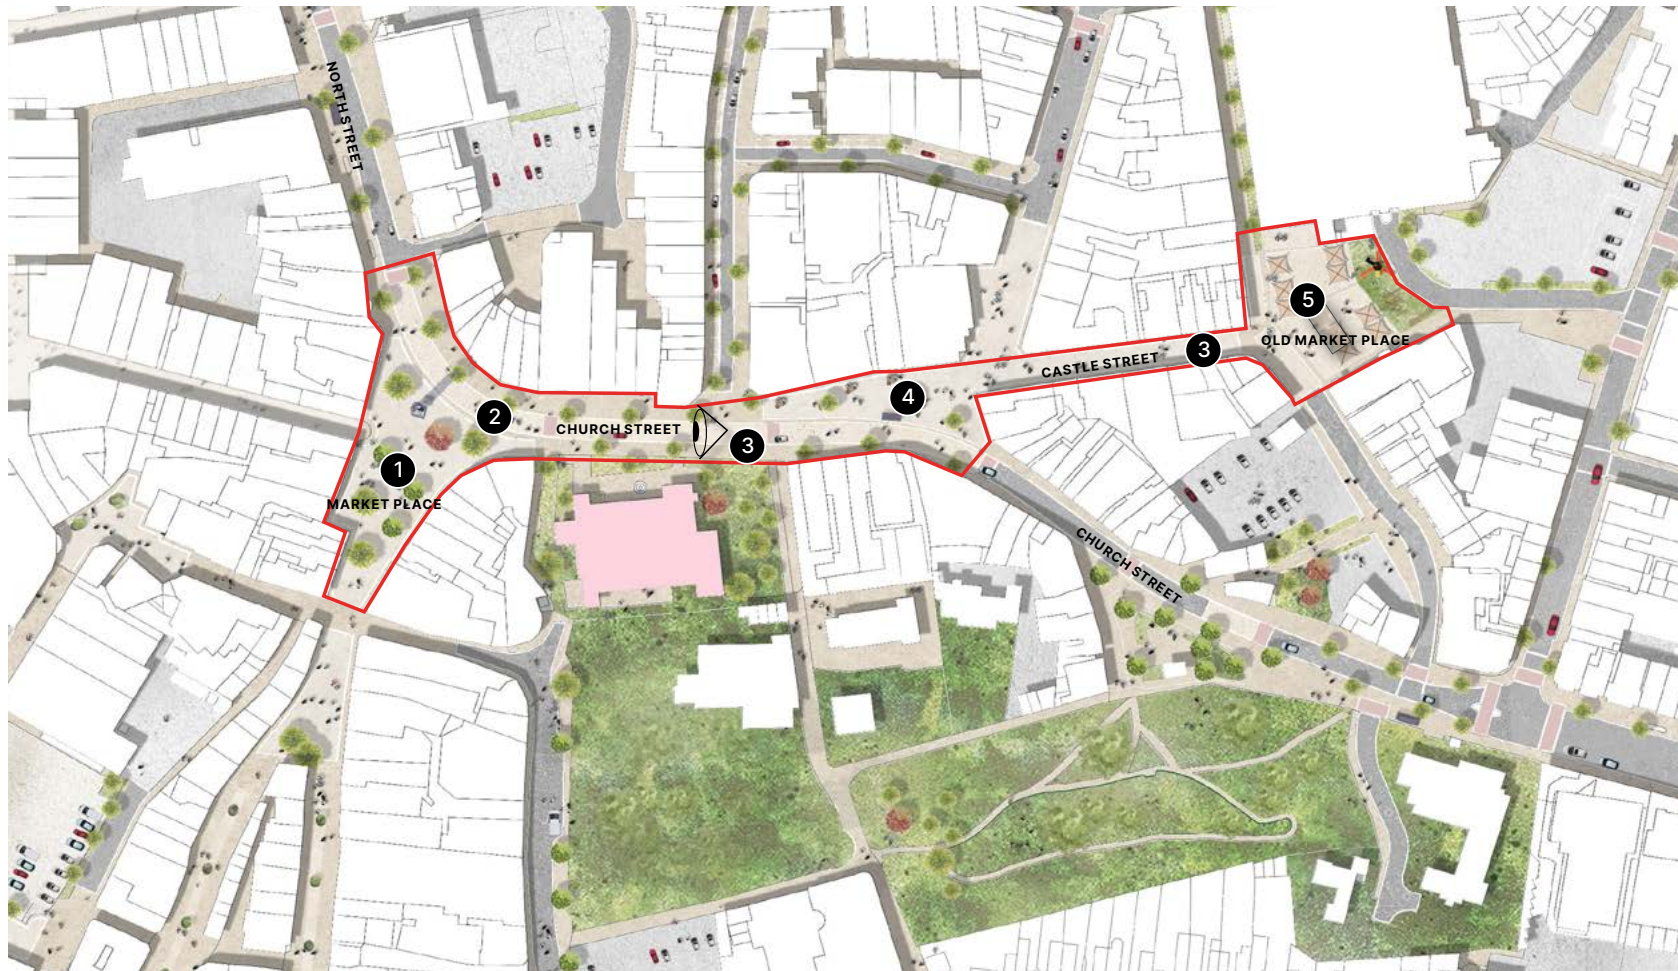 NORTH STREET
5
OLD MARKET PLACE
3
CASTLE STREET
4
2
CHURCH STREET
3
1
MARKET PLACE
CHURCH STREET